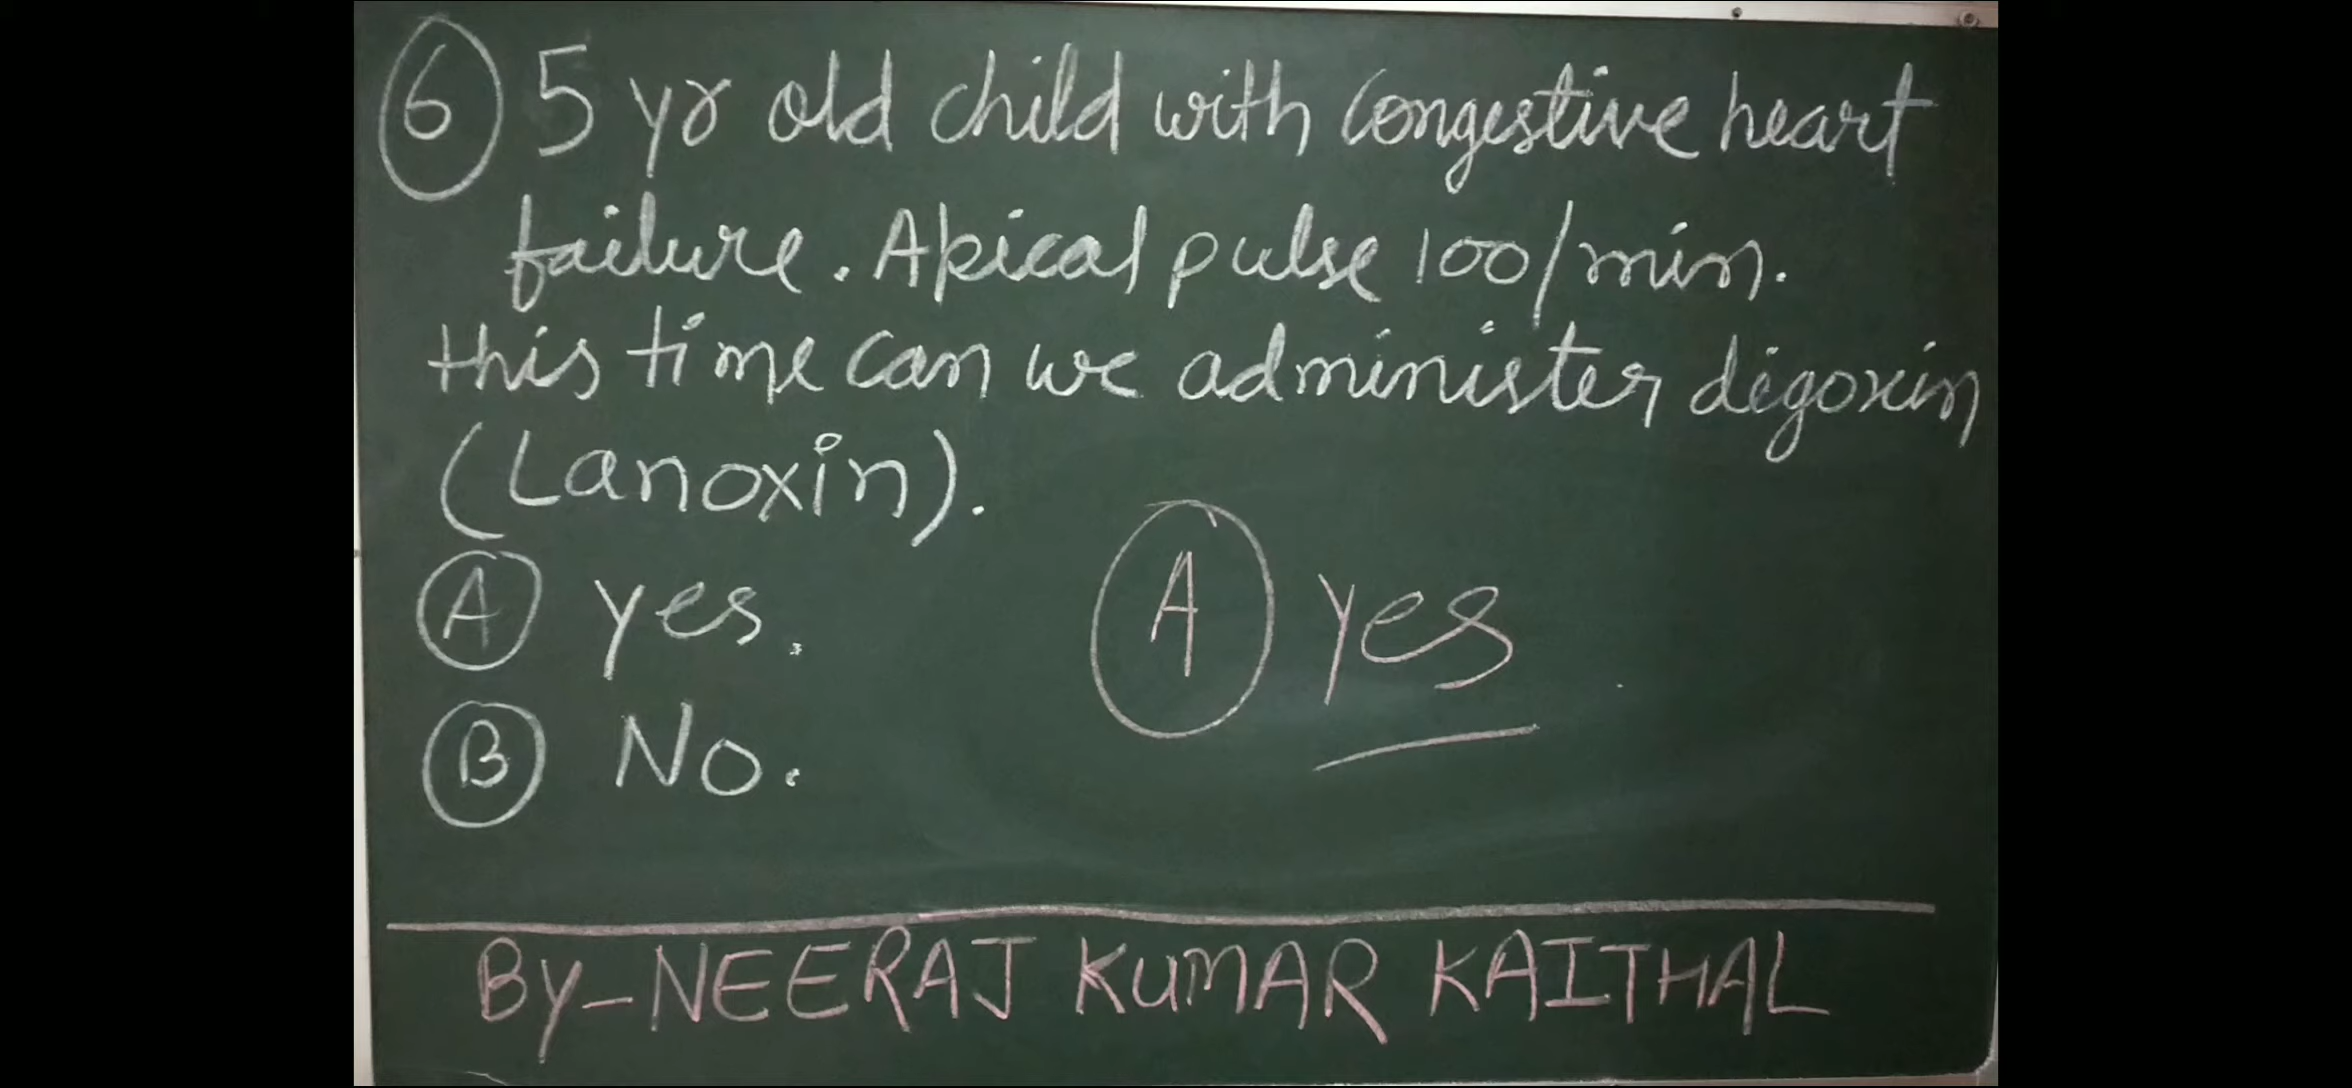 6 5 yr old child with congestive heart
failure. Apical pulse 100/min.
this time can we administer digoxin
(Lanoxin).
A yes.
B No.
A yes
BY-NEERAJ KUMAR KAITHAL